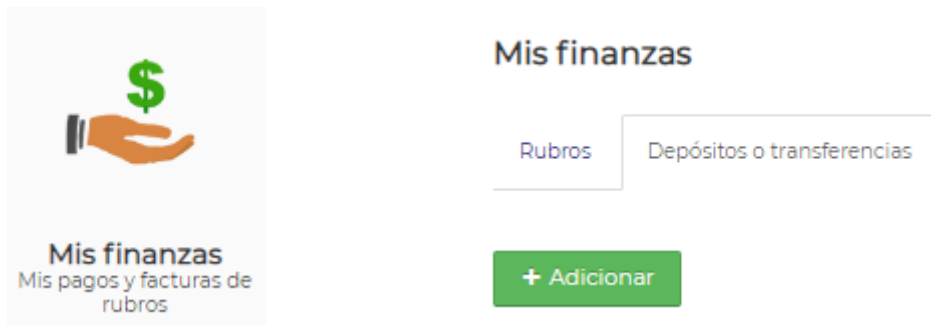 $
Mis finanzas
Mis pagos y facturas de
rubros
Mis finanzas
Rubros
Depósitos o transferencias
+ Adicionar